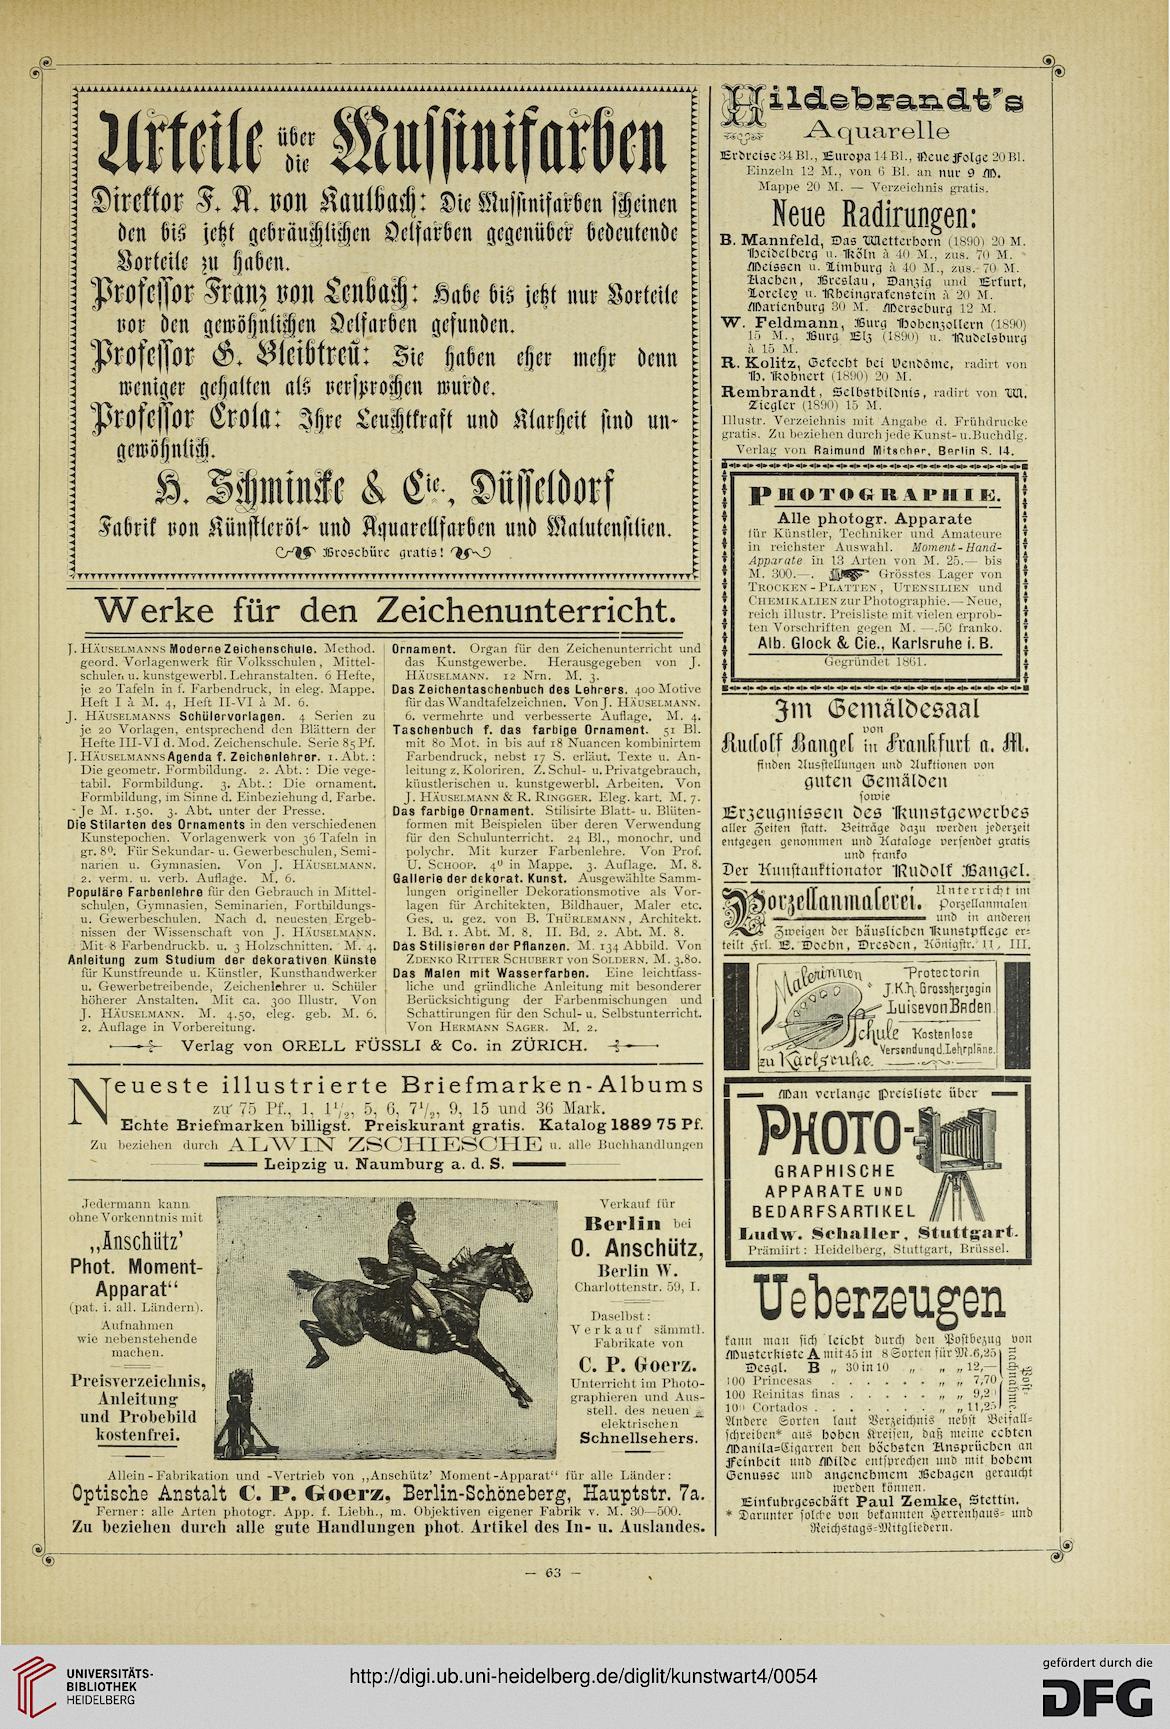 Urteile über die Mussinifarben
Direktor F. A. von Kaulbach: Die Mussinifarben scheinen
den bis jetzt gebräuchlichen Oelfarben gegenüber bedeutende
Vorteile zu haben.
Professor Franz von Lenbach: Habe bis jetzt nur Vorteile
vor den gewöhnlichen Oelfarben gefunden.
Professor G. Bleibtreu: Sie haben eher mehr denn
weniger gehalten als versprochen wurde.
Professor Crola: Ihre Leuchtkraft und Klarheit sind un-
gewöhnlich.
H. Schmincke & Cie., Düsseldorf
Fabrik von Künstleröl- und Aquarellfarben und Malutensilien.
Broschüre gratis!
Werke für den Zeichenunterricht.
J. HÄUSELMANNS Moderne Zeichenschule. Method.
geord. Vorlagenwerk für Volksschulen, Mittel-
schulen u. kunstgewerbl. Lehranstalten. 6 Hefte,
je 20 Tafeln in f. Farbendruck, in eleg. Mappe.
Heft I à M. 4, Heft II-VI à M. 6.
J. HÄUSELMANNS Schülervorlagen. 4 Serien zu
je 20 Vorlagen, entsprechend den Blättern der
Hefte III-VI d. Mod. Zeichenschule. Serie 85 Pf.
J. HÄUSELMANNS Agenda f. Zeichenlehrer. 1. Abt.:
Die geometr. Formbildung. 2. Abt.: Die vege-
tabil. Formbildung. 3. Abt.: Die ornament.
Formbildung, im Sinne d. Einbeziehung d. Farbe.
Je M. 1.50. 3. Abt. unter der Presse.
Die Stilarten des Ornaments in den verschiedenen
Kunstepochen. Vorlagenwerk von 36 Tafeln in
gr. 8º. Für Sekundar- u. Gewerbeschulen, Semi-
narien u. Gymnasien. Von J. HÄUSELMANN.
2. verm. u. verb. Auflage. M. 6.
Populäre Farbenlehre für den Gebrauch in Mittel-
schulen, Gymnasien, Seminarien, Fortbildungs-
u. Gewerbeschulen. Nach d. neuesten Ergeb-
nissen der Wissenschaft von J. HÄUSELMANN.
Mit 8 Farbendruckb. u. 3 Holzschnitten. M. 4.
Anleitung zum Studium der dekorativen Künste
für Kunstfreunde u. Künstler, Kunsthandwerker
u. Gewerbetreibende, Zeichenlehrer u. Schüler
höherer Anstalten. Mit ca. 300 Illustr. Von
J. HÄUSELMANN. M. 4.50, eleg. geb. M. 6.
2. Auflage in Vorbereitung.
Ornament. Organ für den Zeichenunterricht und
das Kunstgewerbe. Herausgegeben von J.
HÄUSELMANN. 12 Nrn. M. 3.
Das Zeichentaschenbuch des Lehrers. 400 Motive
für das Wandtafelzeichnen. Von J. HÄUSELMANN.
6. vermehrte und verbesserte Auflage. M. 4.
Taschenbuch f. das farbige Ornament. 51 Bl.
mit 80 Mot. in bis auf 18 Nuancen kombinirtem
Farbendruck, nebst 17 S. erläut. Texte u. An-
leitung z. Koloriren. Z. Schul- u. Privatgebrauch,
küustlerischen u. kunstgewerbl. Arbeiten. Von
J. HÄUSELMANN & R. RINGGER. Eleg. kart. M. 7.
Das farbige Ornament. Stilisirte Blatt- u. Blüten-
formen mit Beispielen über deren Verwendung
für den Schulunterricht. 24 Bl., monochr. und
polychr. Mit kurzer Farbenlehre. Von Prof.
U. SCHOOP. 4º in Mappe. 3. Auflage. M. 8.
Gallerie der dekorat. Kunst. Ausgewählte Samm-
lungen origineller Dekorationsmotive als Vor-
lagen für Architekten, Bildhauer, Maler etc.
Ges. u. gez. von B. THÜRLEMANN, Architekt.
I. Bd. 1. Abt. M. 8, II. Bd. 2. Abt. M. 8.
Das Stilisieren der Pflanzen. M. 134 Abbild. Von
ZDENKO RITTER SCHUBERT von SOLDERN. M. 3.80.
Das Malen mit Wasserfarben. Eine leichtfass-
liche und gründliche Anleitung mit besonderer
Berücksichtigung der Farbenmischungen und
Schattirungen für den Schul- u. Selbstunterricht.
Von HERMANN SAGER. M. 2.
Verlag von ORELL FÜSSLI & Co. in ZÜRICH.
Neueste illustrierte Briefmarken-Albums
zu 75 Pf., 1, 1½, 5, 6, 7½, 9, 15 und 36 Mark.
Echte Briefmarken billigst. Preiskurant gratis. Katalog 1889 75 Pf.
Zu beziehen durch ALWIN ZSCHIESCHE u. alle Buchhandlungen
Leipzig u. Naumburg a. d. S.
Jedermann kann
ohne Vorkenntnis mit
„Anschütz'
Phot. Moment-
Apparat“
(pat. i. all. Ländern).
Aufnahmen
wie nebenstehende
machen.
Preisverzeichnis,
Anleitung
und Probebild
kostenfrei.
Verkauf für
Berlin bei
O. Anschütz,
Berlin W.
Charlottenstr. 59, I.
Daselbst:
Verkauf sämmtl.
Fabrikate von
C. P. Goerz.
Unterricht im Photo-
graphieren und Aus-
stell. des neuen
elektrischen
Schnellsehers.
Allein-Fabrikation und -Vertrieb von „Anschütz' Moment-Apparat“ für alle Länder:
Optische Anstalt C. P. Goerz, Berlin-Schöneberg, Hauptstr. 7a.
Ferner: alle Arten photogr. App. f. Liebh., m. Objektiven eigener Fabrik v. M. 30—500.
Zu beziehen durch alle gute Handlungen phot. Artikel des In- u. Auslandes.
Hildebrandt's
Aquarelle
Erdreise 34 Bl., Europa 14 Bl., Neue Folge 20 Bl.
Einzeln 12 M., von 6 Bl. an nur 9 M.
Mappe 20 M. — Verzeichnis gratis.
Neue Radirungen:
B. Mannfeld, Das Wetterhorn (1890) 20 M.
Heidelberg u. Köln à 40 M., zus. 70 M.
Meissen u. Limburg à 40 M., zus. 70 M.
Aachen, Breslau, Danzig und Erfurt,
Loreley u. Rheingrafenstein à 20 M.
Marienburg 30 M. Merseburg 12 M.
W. Feldmann, Burg Hohenzollern (1890)
15 M., Burg Elz (1890) u. Rudelsburg
à 15 M.
R. Kolitz, Gefecht bei Vendôme, radirt von
Th. Kohnert (1890) 20 M.
Rembrandt, Selbstbildnis, radirt von W.
Ziegler (1890) 15 M.
Illustr. Verzeichnis mit Angabe d. Frühdrucke
gratis. Zu beziehen durch jede Kunst- u. Buchdlg.
Verlag von Raimund Mitscher, Berlin S. 14.
PHOTOGRAPHIE.
Alle photogr. Apparate
für Künstler, Techniker und Amateure
in reichster Auswahl. Moment-Hand-
Apparate in 13 Arten von M. 25.— bis
M. 300.—. Grösstes Lager von
TROCKEN-PLATTEN, UTENSILIEN und
CHEMIKALIEN zur Photographie. — Neue,
reich illustr. Preisliste mit vielen erprob-
ten Vorschriften gegen M. —.50 franko.
Alb. Glock & Cie., Karlsruhe i. B.
Gegründet 1861.
Im Gemäldesaal
von
Rudolf Bangel in Frankfurt a. M.
finden Ausstellungen und Auktionen von
guten Gemälden
sowie
Erzeugnissen des Kunstgewerbes
aller Zeiten statt. Beiträge dazu werden jederzeit
entgegen genommen und Kataloge versendet gratis
und franko
Der Kunstauktionator Rudolf Bangel.
Porzellanmalerei. Unterricht im
Porzellanmalen
und in anderen
Zweigen der häuslichen Kunstpflege er-
teilt Frl. E. Doehn, Dresden, Königstr. 11, III.
Malerinnen
Schule
zu Karlsruhe.
Protectorin
J.K.H. Grossherzogin
Luise von Baden.
Kostenlose
Versendung d. Lehrpläne.
Man verlange Preisliste über
PHOTO-
GRAPHISCHE
APPARATE UND
BEDARFSARTIKEL
Ludw. Schaller, Stuttgart.
Prämiirt: Heidelberg, Stuttgart, Brüssel.
Ueberzeugen
kann man sich leicht durch den Postbezug von
Musterkiste A mit 45 in 8 Sorten für M. 6,25
Desgl. B „ 30 in 10 „ „ „ 12,—
100 Princesas . . . . . . „ „ 7,70
100 Reinitas finas . . . . . „ „ 9,20
100 Cortados . . . . . . . „ „ 11,25
Post-
nachnahme
Andere Sorten laut Verzeichnis nebst Beifall-
schreiben* aus hohen Kreisen, daß meine echten
Manila-Cigarren den höchsten Ansprüchen an
Feinheit und Milde entsprechen und mit hohem
Genusse und angenehmem Behagen geraucht
werden können.
Einfuhrgeschäft Paul Zemke, Stettin.
* Darunter solche von bekannten Herrenhaus- und
Reichstags-Mitgliedern.
— 63 —
UNIVERSITÄTS-
BIBLIOTHEK
HEIDELBERG
http://digi.ub.uni-heidelberg.de/diglit/kunstwart4/0054
gefördert durch die
DFG